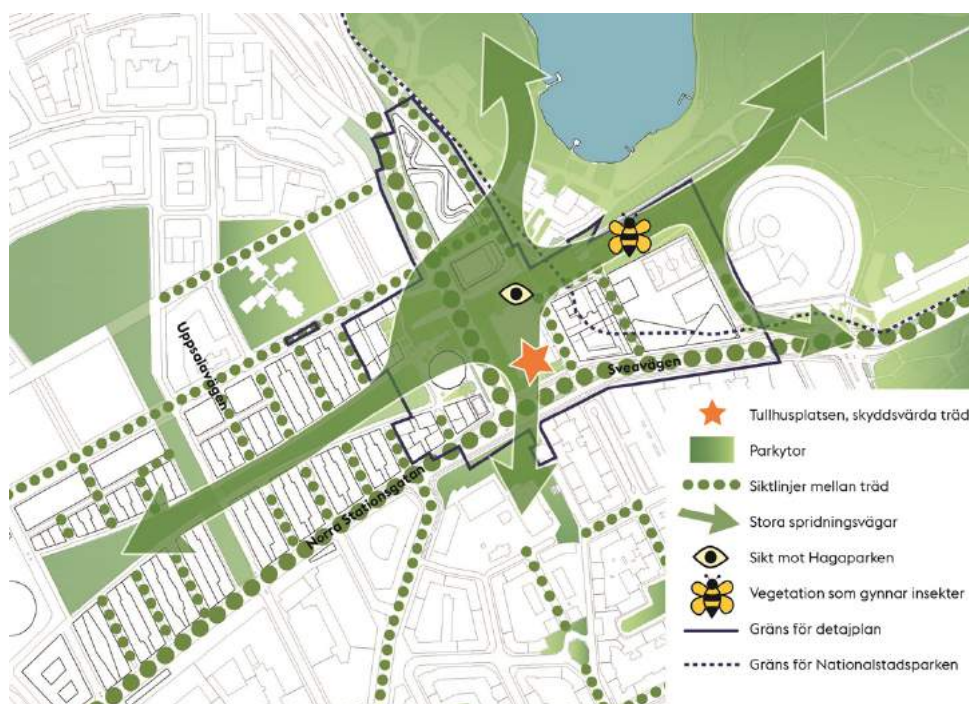 Uppsalavägen
Sveavägen
Norra Stationsgatan
Tullhusplatsen, skyddsvärda träd
Parkytor
Siktlinjer mellan träd
Stora spridningsvägar
Sikt mot Hagaparken
Vegetation som gynnar insekter
Gräns för detajplan
Gräns för Nationalstadsparken